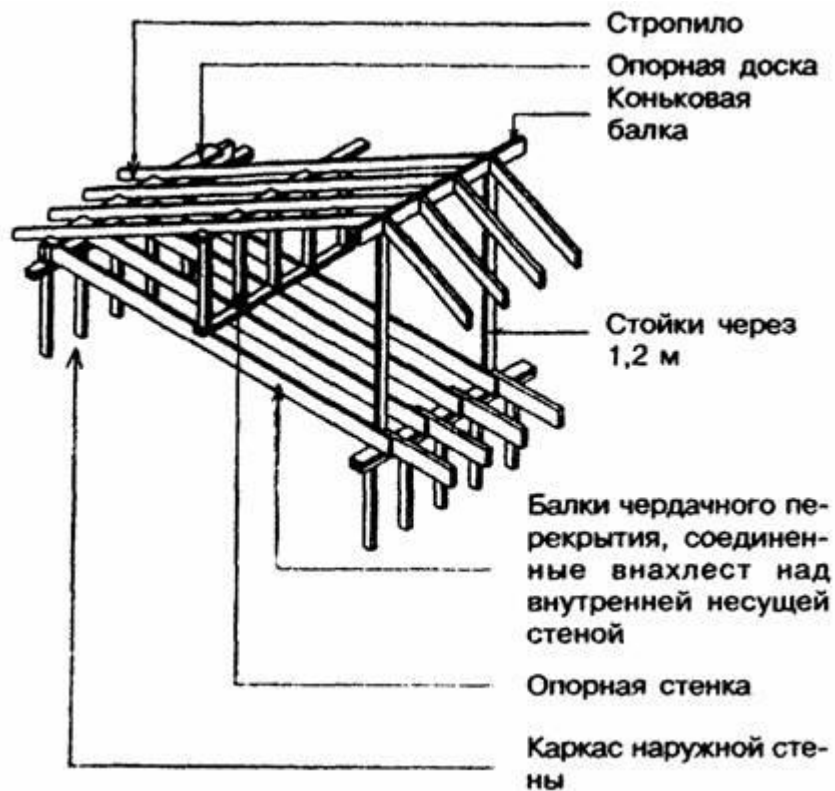 Стропило
Опорная доска
Коньковая
балка
Стойки через
1,2 м
Балки чердачного пе-
рекрытия, соединен-
ные внахлест над
внутренней несущей
стеной
Опорная стенка
Каркас наружной сте-
ны